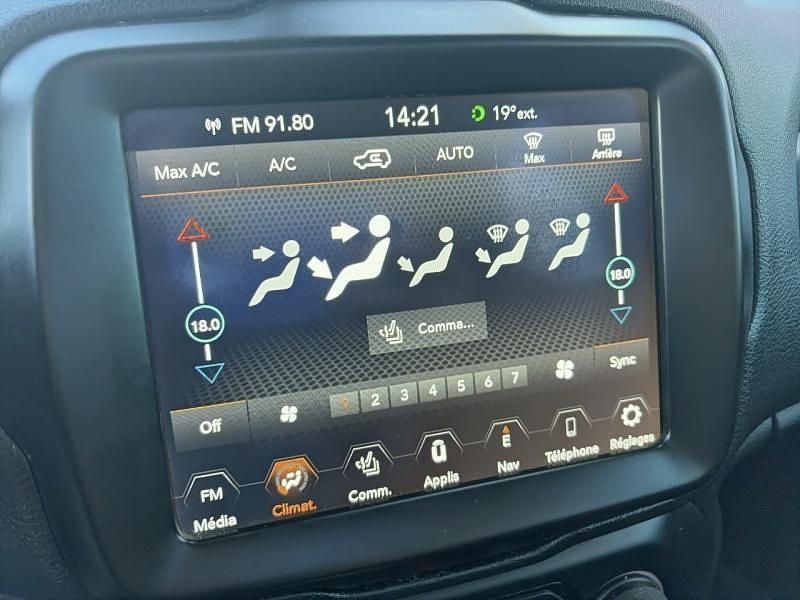 FM 91.80 14:21 19°ext.
Max A/C A/C AUTO Max Arrière
18.0 18.0
Comma...
Off 1 2 3 4 5 6 7 Sync
FM E
Média Climat. Comm. Applis Nav Téléphone Réglages